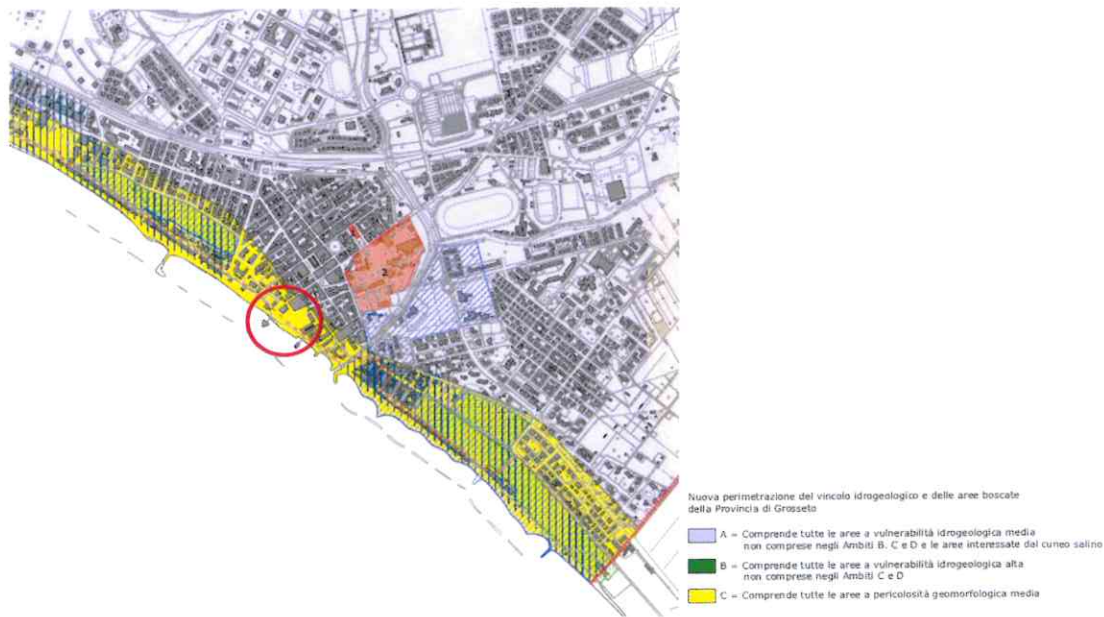 2
Nuova perimetrazione del vincolo idrogeologico e delle aree boscate
della Provincia di Grosseto
A = Comprende tutte le aree a vulnerabilità idrogeologica media
non comprese negli Ambiti B, C e D e le aree interessate dal cuneo salino
B = Comprende tutte le aree a vulnerabilità idrogeologica alta
non comprese negli Ambiti C e D
C = Comprende tutte le aree a pericolosità geomorfologica media